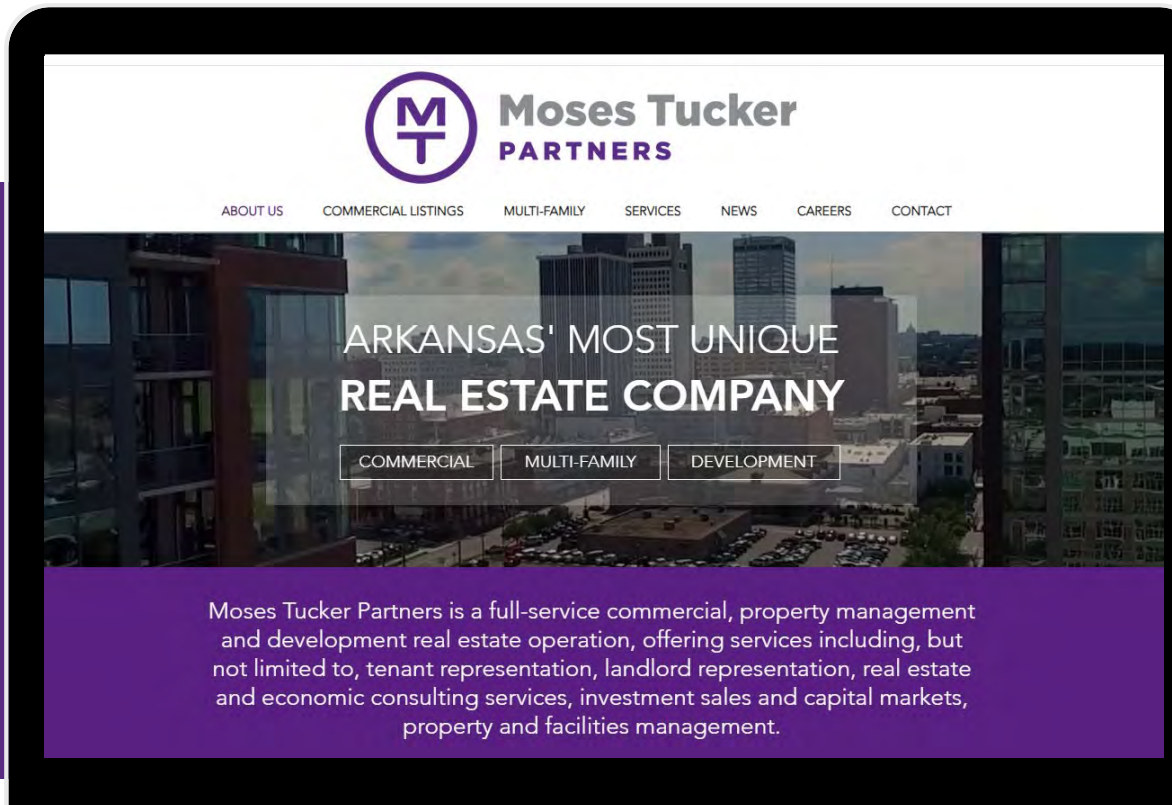 MT
Moses Tucker
PARTNERS
ABOUT US COMMERCIAL LISTINGS MULTI-FAMILY SERVICES NEWS CAREERS CONTACT
ARKANSAS' MOST UNIQUE
REAL ESTATE COMPANY
COMMERCIAL MULTI-FAMILY DEVELOPMENT
Moses Tucker Partners is a full-service commercial, property management
and development real estate operation, offering services including, but
not limited to, tenant representation, landlord representation, real estate
and economic consulting services, investment sales and capital markets,
property and facilities management.